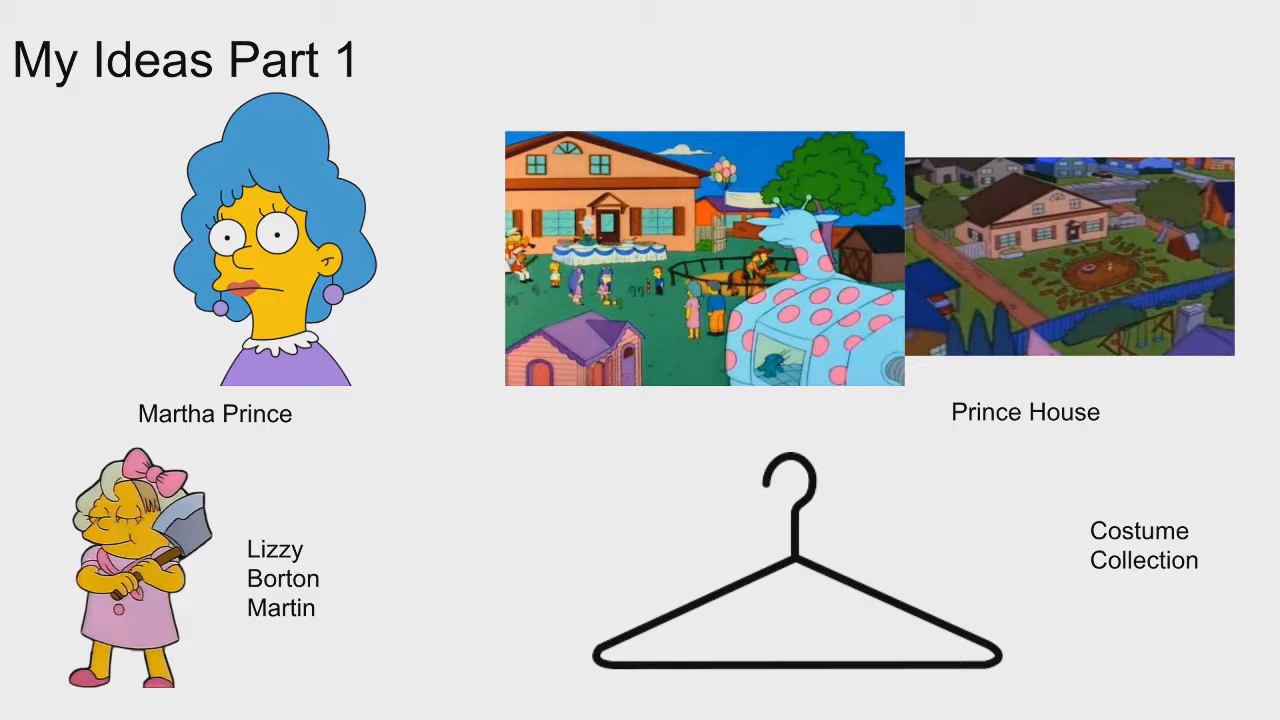 My Ideas Part 1
Martha Prince
Prince House
Lizzy
Borton
Martin
Costume
Collection